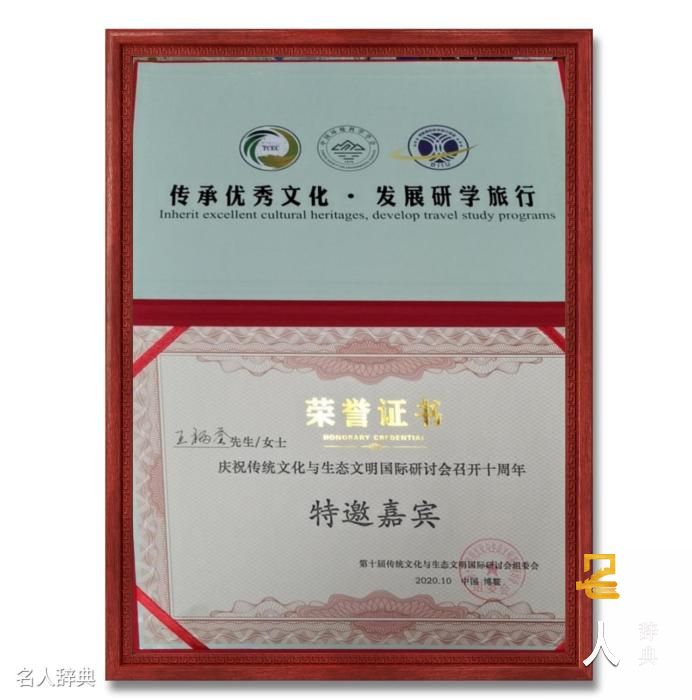 TCEC
传承优秀文化 · 发展研学旅行
Inherit excellent cultural heritages, develop travel study programs
荣誉证书
HONORARY CREDENTIAL
先生/女士
庆祝传统文化与生态文明国际研讨会召开十周年
特邀嘉宾
第十届传统文化与生态文明国际研讨会组委会
2020.10 中国·博鳌
名人辞典
名人辞典